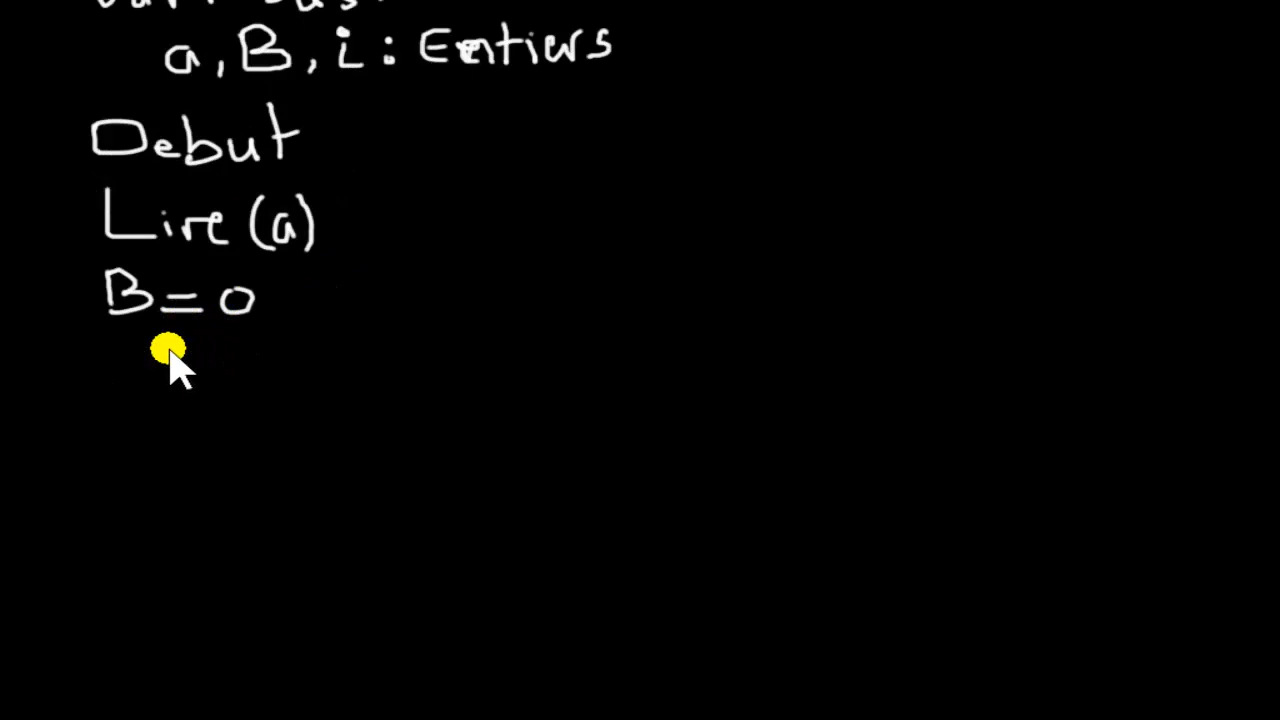 a, B, i : Entiers
Debut
Lire (a)
B = 0